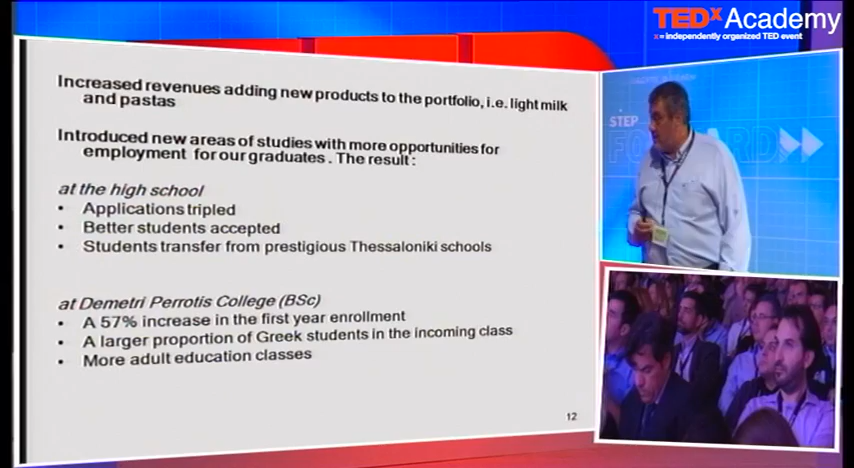 TEDx Academy
x = independently organized TED event
Increased revenues adding new products to the portfolio, i.e. light milk
and pastas
Introduced new areas of studies with more opportunities for
employment for our graduates . The result :
at the high school
• Applications tripled
• Better students accepted
• Students transfer from prestigious Thessaloniki schools
at Demetri Perrotis College (BSc)
• A 57% increase in the first year enrollment
• A larger proportion of Greek students in the incoming class
• More adult education classes
12
STEP
FORWARD